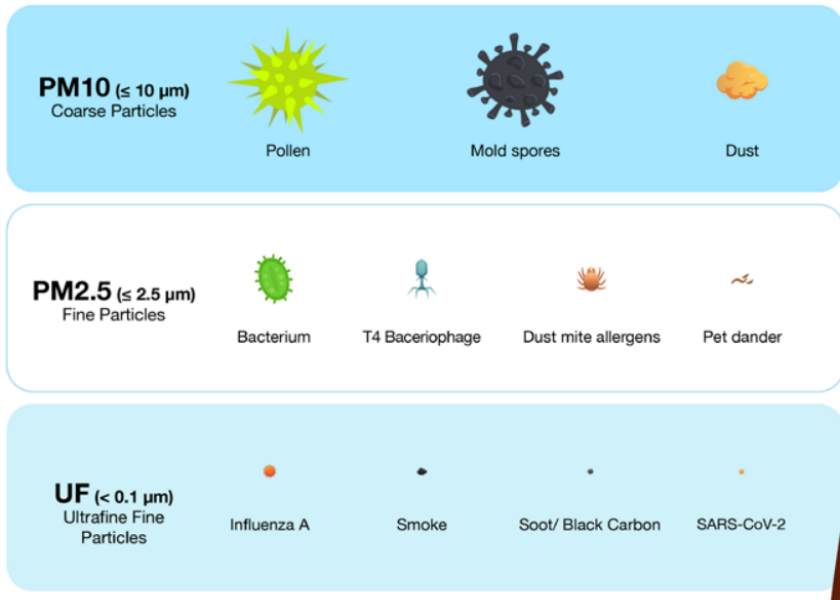 PM10 (≤ 10 μm)
Coarse Particles
Pollen
Mold spores
Dust
PM2.5 (≤ 2.5 μm)
Fine Particles
Bacterium
T4 Baceriophage
Dust mite allergens
Pet dander
UF (< 0.1 μm)
Ultrafine Fine
Particles
Influenza A
Smoke
Soot/ Black Carbon
SARS-CoV-2